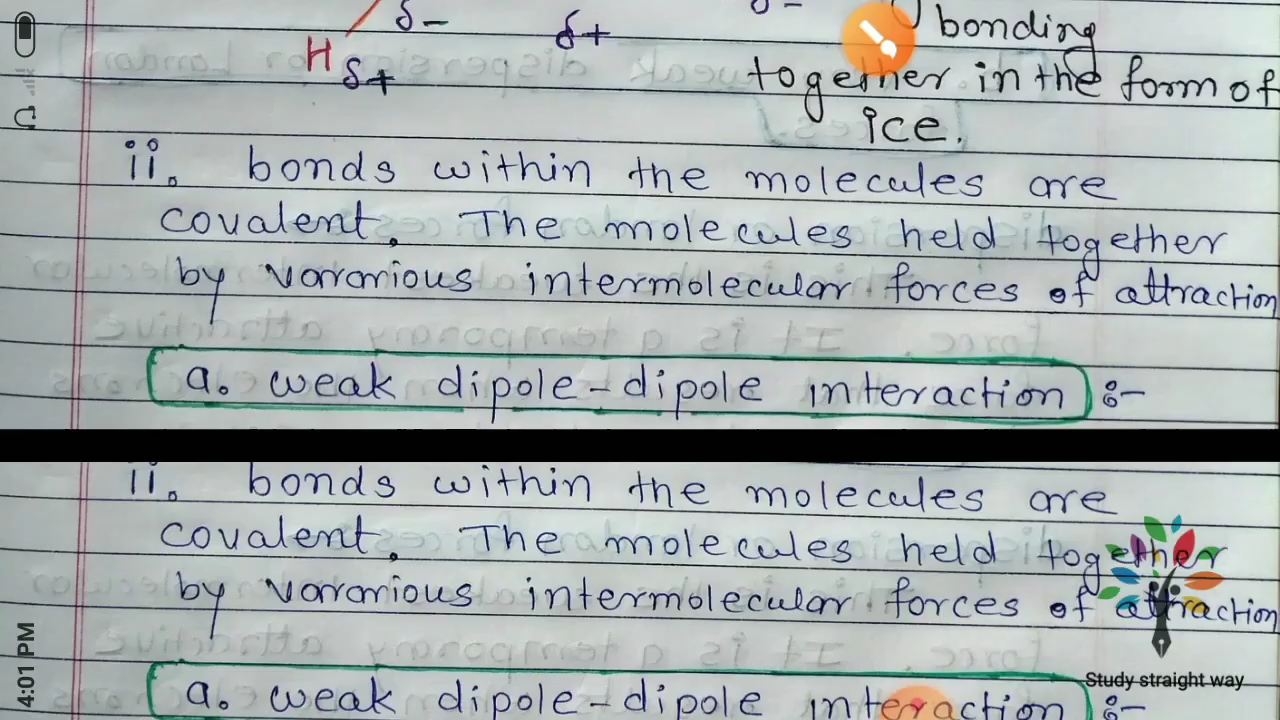 δ- δ+ δ-
H δ+
bonding
together in the form of
ice.
ii. bonds within the molecules are
covalent. The molecules held together
by vararious intermolecular forces of attraction
a. weak dipole-dipole interaction :-
ii. bonds within the molecules are
covalent. The molecules held together
by vararious intermolecular forces of attraction
a. weak dipole-dipole interaction :-
Study straight way
4:01 PM